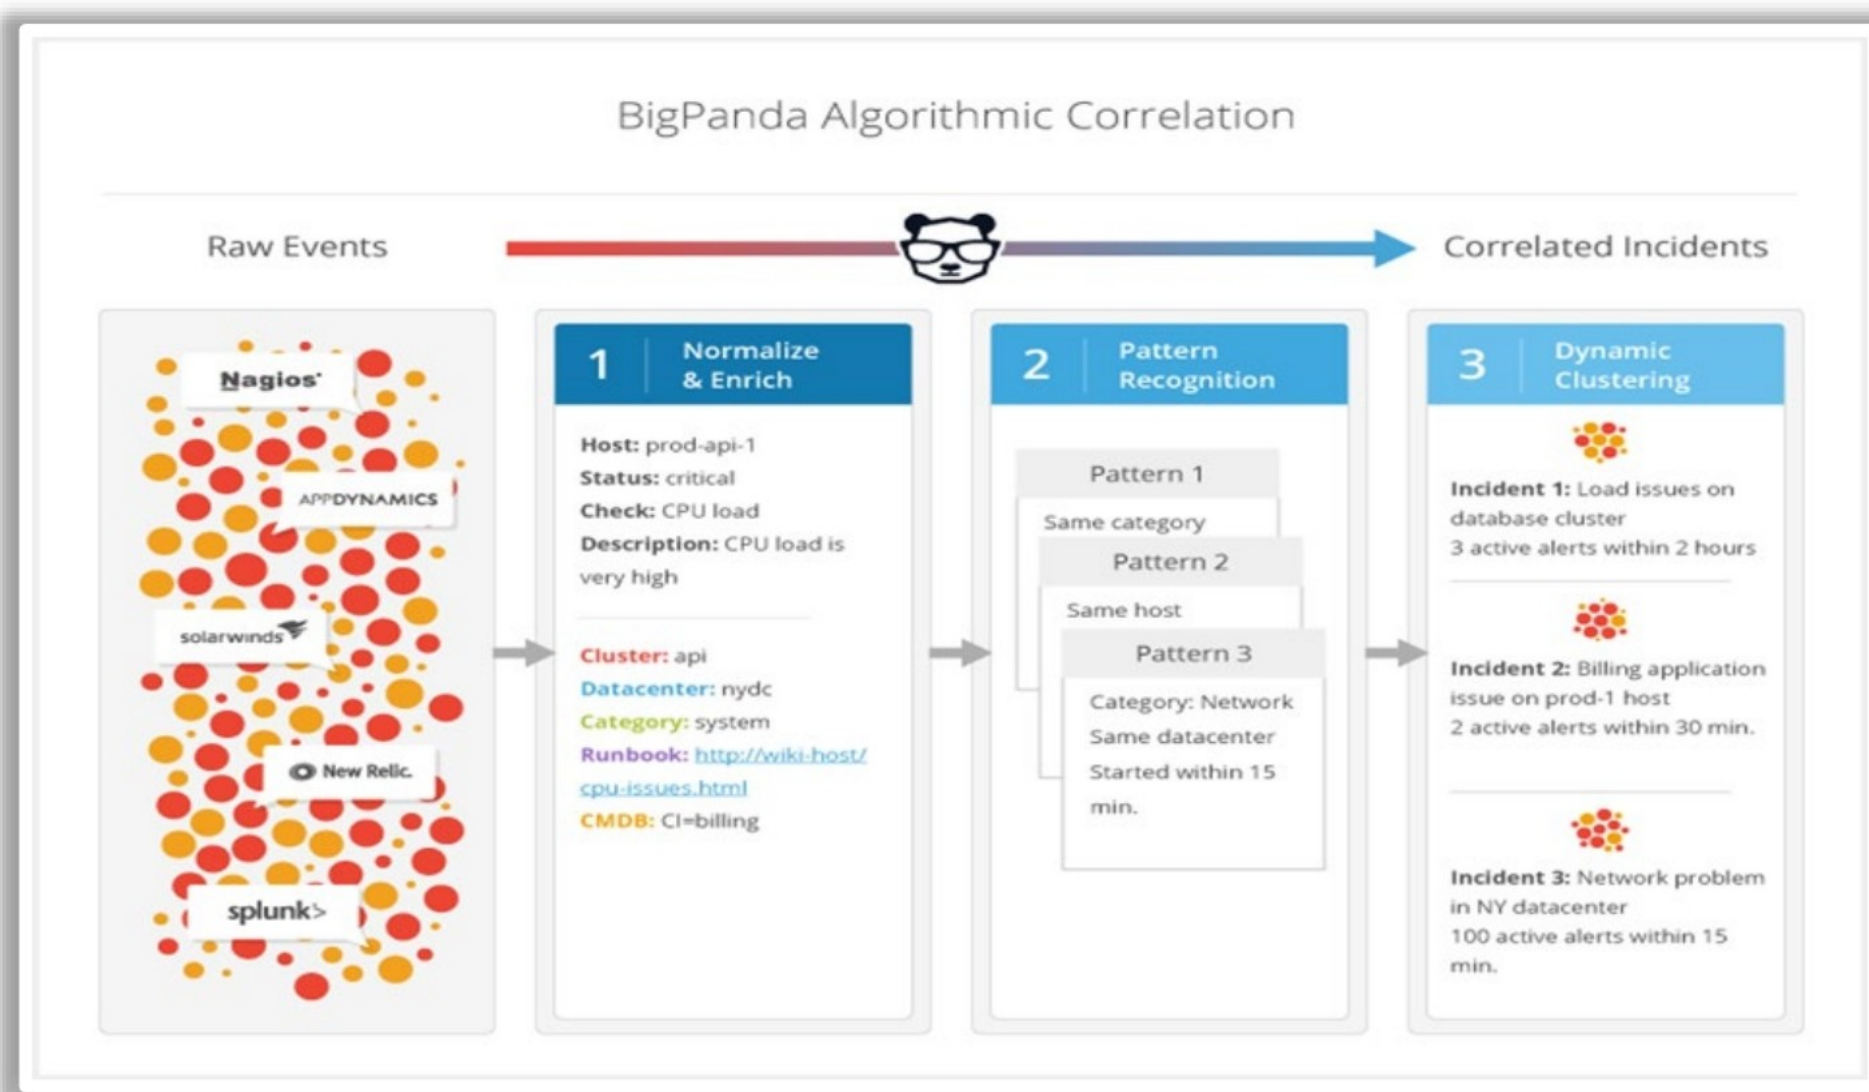 BigPanda Algorithmic Correlation
Raw Events
Correlated Incidents
Nagios
APPDYNAMICS
solarwinds
New Relic.
splunk>
1
Normalize
& Enrich
Host: prod-api-1
Status: critical
Check: CPU load
Description: CPU load is
very high
Cluster: api
Datacenter: nydc
Category: system
Runbook: http://wiki-host/
cpu-issues.html
CMDB: CI=billing
2
Pattern
Recognition
Pattern 1
Same category
Pattern 2
Same host
Pattern 3
Category: Network
Same datacenter
Started within 15
min.
3
Dynamic
Clustering
Incident 1: Load issues on
database cluster
3 active alerts within 2 hours
Incident 2: Billing application
issue on prod-1 host
2 active alerts within 30 min.
Incident 3: Network problem
in NY datacenter
100 active alerts within 15
min.